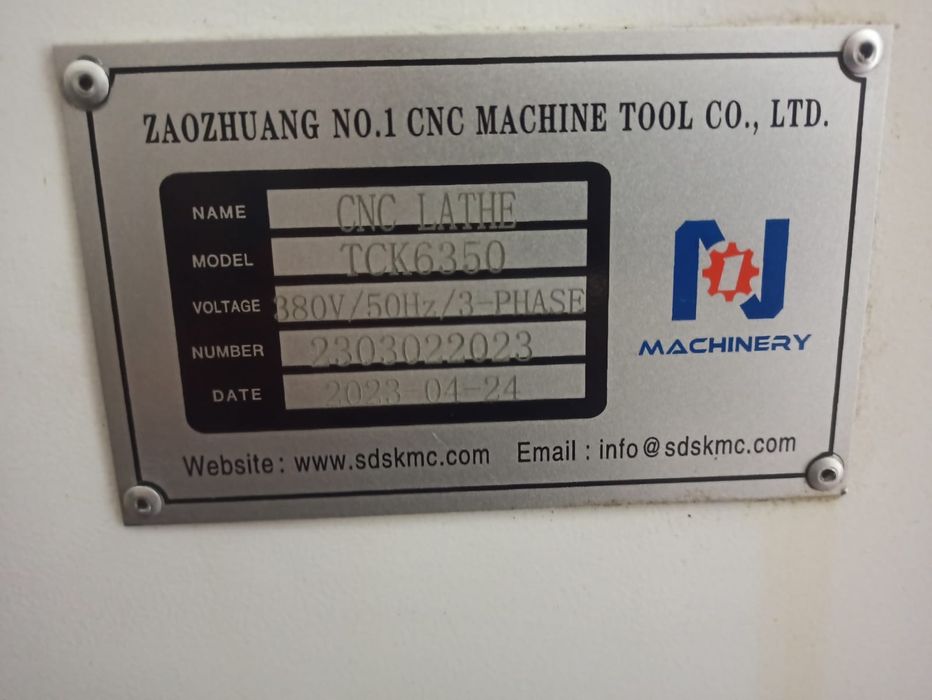 ZAOZHUANG NO.1 CNC MACHINE TOOL CO., LTD.
NAME CNC LATHE
MODEL TCK6350
VOLTAGE 380V/50Hz/3-PHASE
NUMBER 2303022023
DATE 2023-04-24
NJ
MACHINERY
Website: www.sdskmc.com Email : info@sdskmc.com